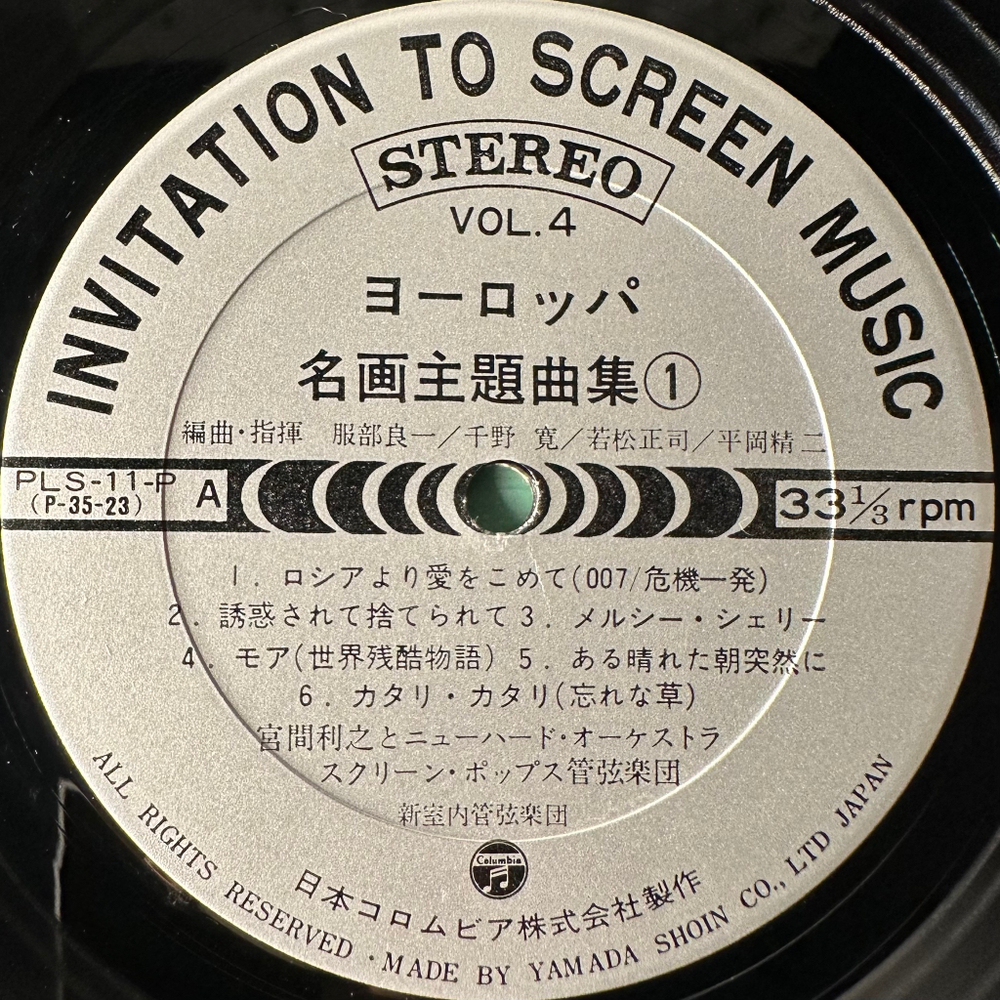 INVITATION TO SCREEN MUSIC
STEREO
VOL.4
ヨーロッパ
名画主題曲集①
編曲・指揮 服部良一/千野 寛/若松正司/平岡精二
PLS-11-P
(P-35-23)
A
33⅓rpm
1. ロシアより愛をこめて(007/危機一発)
2. 誘惑されて捨てられて3. メルシー・シェリー
4. モア(世界残酷物語) 5. ある晴れた朝突然に
6. カタリ・カタリ(忘れな草)
宮間利之とニューハード・オーケストラ
スクリーン・ポップス管弦楽団
新室内管弦楽団
Columbia
日本コロムビア株式会社製作
ALL RIGHTS RESERVED ・MADE BY YAMADA SHOIN CO., LTD JAPAN